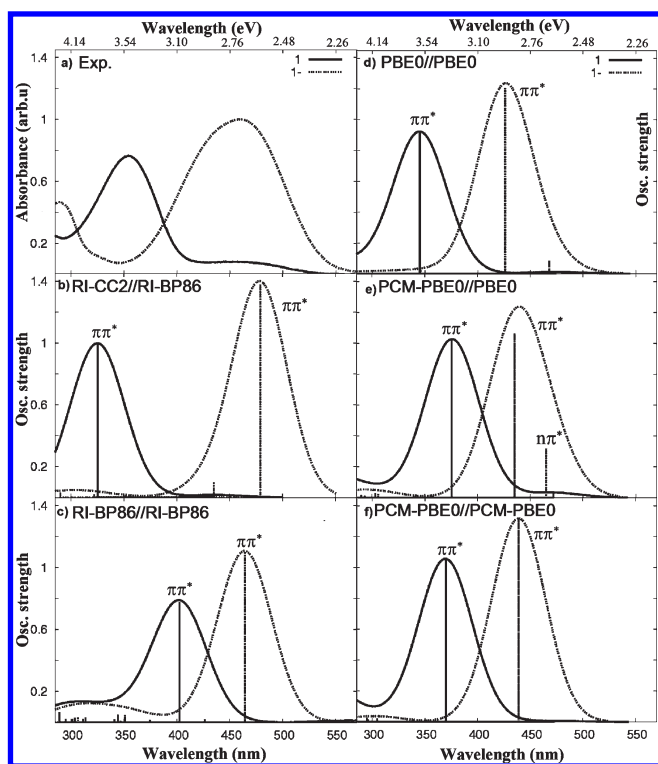 Wavelength (eV)
Wavelength (eV)
4.14 3.54 3.10 2.76 2.48 2.26
4.14 3.54 3.10 2.76 2.48 2.26
a) Exp.
1
1-
1.4
1
0.6
0.2
Absorbance (arb.u)
d) PBE0//PBE0
1
1-
ππ*
ππ*
Osc. strength
b) RI-CC2//RI-BP86
ππ*
ππ*
1.4
1
0.6
0.2
Osc. strength
e) PCM-PBE0//PBE0
ππ*
ππ*
nπ*
c) RI-BP86//RI-BP86
ππ*
ππ*
1.4
1
0.6
0.2
Osc. strength
f) PCM-PBE0//PCM-PBE0
ππ*
ππ*
300 350 400 450 500 550
300 350 400 450 500 550
Wavelength (nm)
Wavelength (nm)